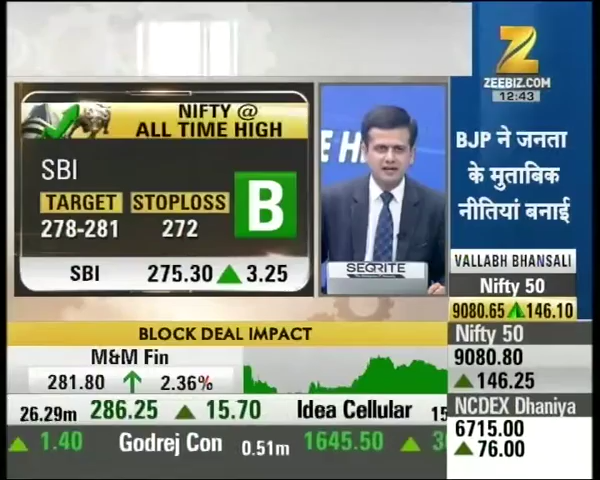 ZEEBIZ.COM
12:43
NIFTY @
ALL TIME HIGH
SBI
TARGET STOPLOSS
278-281 272
B
SBI 275.30 3.25
E H
SEQRITE
BJP ने जनता
के मुताबिक
नीतियां बनाई
VALLABH BHANSALI
Nifty 50
9080.65 146.10
BLOCK DEAL IMPACT
M&M Fin
281.80 2.36%
Nifty 50
9080.80
146.25
26.29m 286.25 15.70 Idea Cellular 15
NCDEX Dhaniya
6715.00
76.00
1.40 Godrej Con 0.51m 1645.50